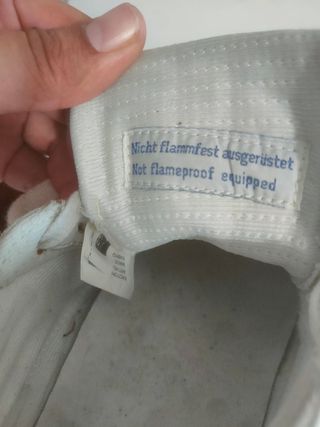 Nicht flammfest ausgerüstet
Not flameproof equipped